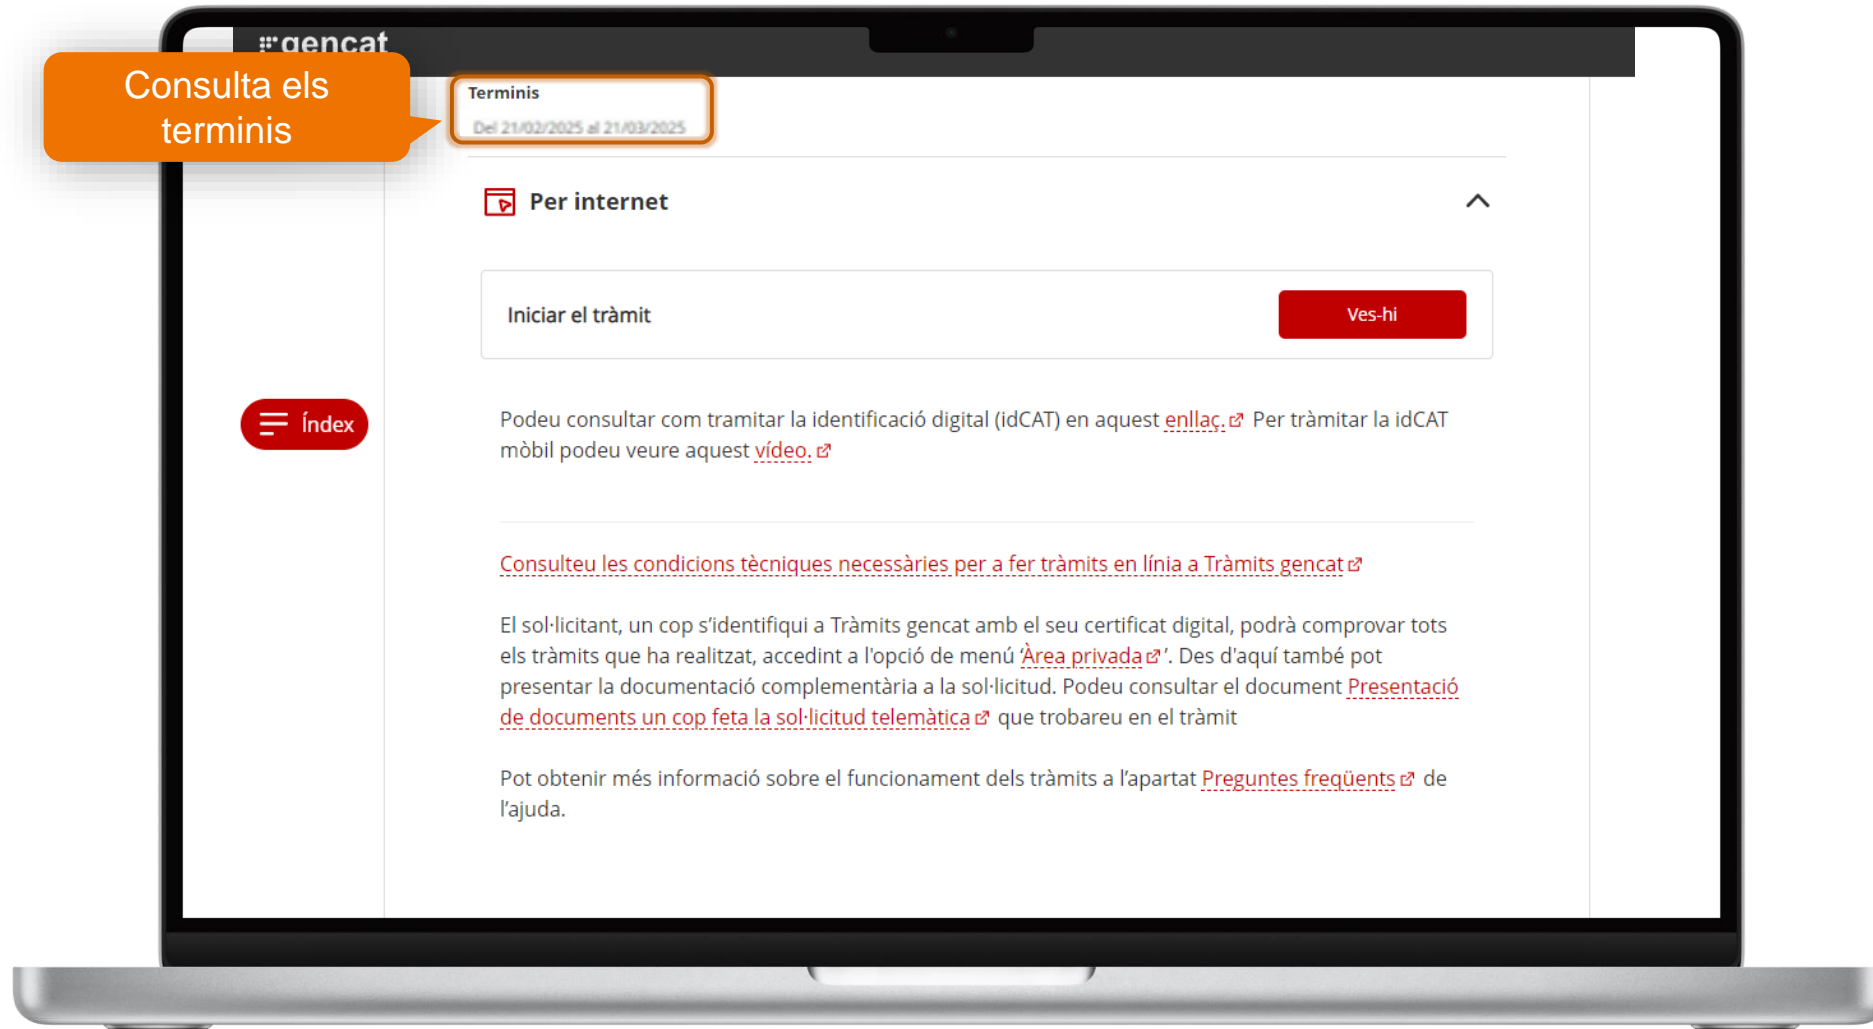 gencat
Consulta els
terminis
Terminis
Del 21/02/2025 al 21/03/2025
Per internet
Iniciar el tràmit
Ves-hi
Índex
Podeu consultar com tramitar la identificació digital (idCAT) en aquest enllaç. Per tràmitar la idCAT
mòbil podeu veure aquest vídeo.
Consulteu les condicions tècniques necessàries per a fer tràmits en línia a Tràmits gencat
El sol·licitant, un cop s’identifiqui a Tràmits gencat amb el seu certificat digital, podrà comprovar tots
els tràmits que ha realitzat, accedint a l'opció de menú ‘Àrea privada’. Des d'aquí també pot
presentar la documentació complementària a la sol·licitud. Podeu consultar el document Presentació
de documents un cop feta la sol·licitud telemàtica que trobareu en el tràmit
Pot obtenir més informació sobre el funcionament dels tràmits a l’apartat Preguntes freqüents de
l’ajuda.